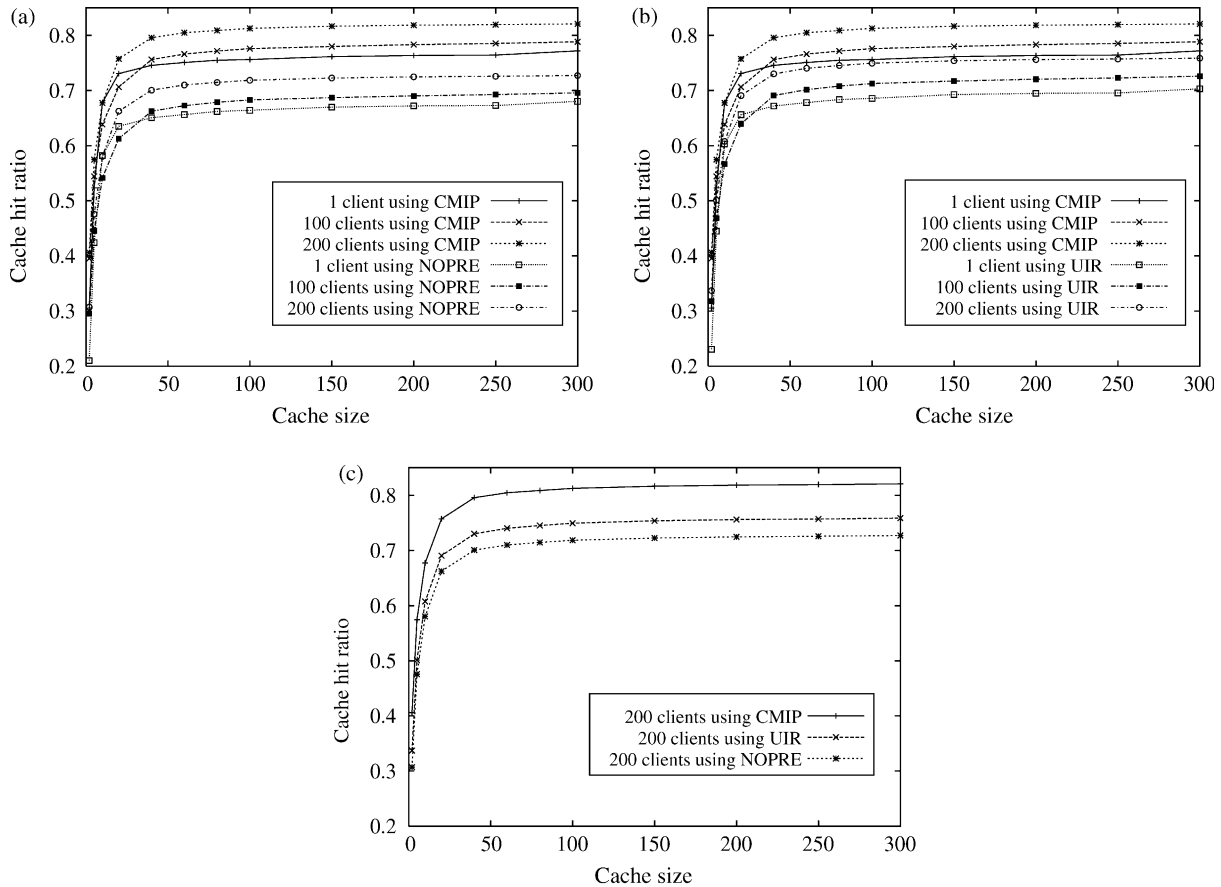 (a)
Cache hit ratio
0.8
0.7
0.6
0.5
0.4
0.3
0.2
1 client using CMIP
100 clients using CMIP
200 clients using CMIP
1 client using NOPRE
100 clients using NOPRE
200 clients using NOPRE
0 50 100 150 200 250 300
Cache size
(b)
Cache hit ratio
0.8
0.7
0.6
0.5
0.4
0.3
0.2
1 client using CMIP
100 clients using CMIP
200 clients using CMIP
1 client using UIR
100 clients using UIR
200 clients using UIR
0 50 100 150 200 250 300
Cache size
(c)
Cache hit ratio
0.8
0.7
0.6
0.5
0.4
0.3
0.2
200 clients using CMIP
200 clients using UIR
200 clients using NOPRE
0 50 100 150 200 250 300
Cache size